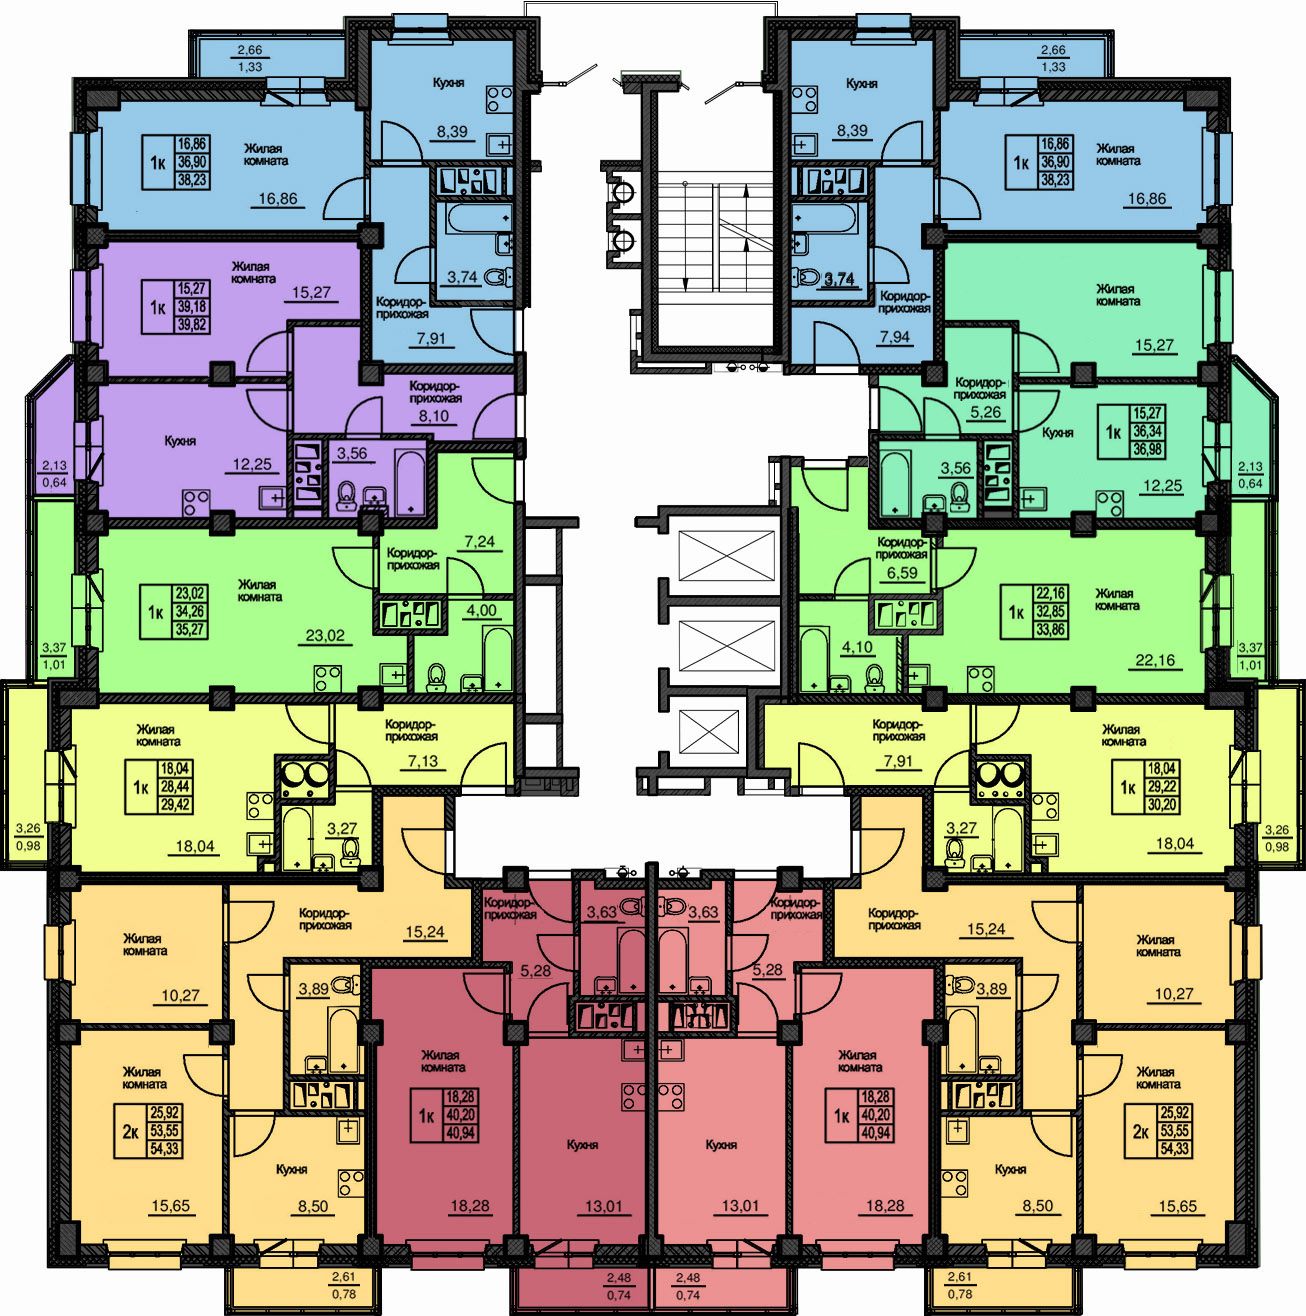 2,66
1,33
Кухня
8,39
1к
16,86
36,90
38,23
Жилая
комната
16,86
3,74
Коридор-
прихожая
7,91
2,66
1,33
Кухня
8,39
1к
16,86
36,90
38,23
Жилая
комната
16,86
3,74
Коридор-
прихожая
7,94
1к
15,27
39,18
39,82
Жилая
комната
15,27
Коридор-
прихожая
8,10
Кухня
12,25
3,56
2,13
0,64
Жилая
комната
15,27
Коридор-
прихожая
5,26
Кухня
1к
15,27
36,34
36,98
12,25
3,56
2,13
0,64
1к
23,02
34,26
35,27
Жилая
комната
23,02
Коридор-
прихожая
7,24
4,00
3,37
1,01
Коридор-
прихожая
6,59
4,10
1к
22,16
32,85
33,86
Жилая
комната
22,16
3,37
1,01
Жилая
комната
1к
18,04
28,44
29,42
18,04
Коридор-
прихожая
7,13
3,27
3,26
0,98
Коридор-
прихожая
7,91
3,27
Жилая
комната
1к
18,04
29,22
30,20
18,04
3,26
0,98
Жилая
комната
10,27
Коридор-
прихожая
15,24
3,89
Жилая
комната
2к
25,92
53,55
54,33
15,65
Кухня
8,50
2,61
0,78
Коридор-
прихожая
5,28
3,63
Жилая
комната
1к
18,28
40,20
40,94
18,28
Кухня
13,01
2,48
0,74
3,63
Коридор-
прихожая
5,28
Кухня
13,01
Жилая
комната
1к
18,28
40,20
40,94
18,28
2,48
0,74
Коридор-
прихожая
15,24
3,89
Жилая
комната
10,27
Жилая
комната
2к
25,92
53,55
54,33
15,65
Кухня
8,50
2,61
0,78